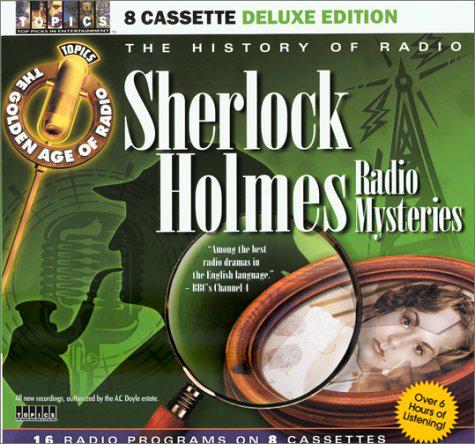 TOPICS
TOP PICKS IN ENTERTAINMENT
8 CASSETTE DELUXE EDITION
THE HISTORY OF RADIO
TOPICS
THE GOLDEN AGE OF RADIO
Sherlock
Holmes
Radio
Mysteries
“Among the best
radio dramas in
the English language.”
– BBC's Channel 4
All new recordings, authorized by the A.C. Doyle estate.
TOPICS
Over 6
Hours of
Listening!
16 RADIO PROGRAMS ON 8 CASSETTES